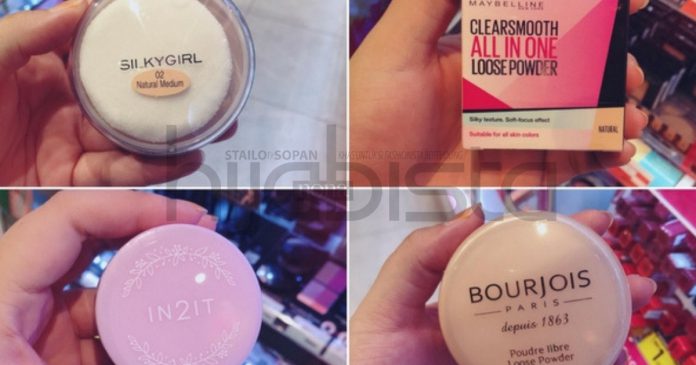 SILKYGIRL
02
Natural Medium
MAYBELLINE
CLEARSMOOTH
ALL IN ONE
LOOSE POWDER
Silky texture. Soft-focus effect
Suitable for all skin colors
NATURAL
STAILO SOPAN
hijabista
IN2IT
BOURJOIS
PARIS
depuis 1863
Poudre libre
Loose Powder